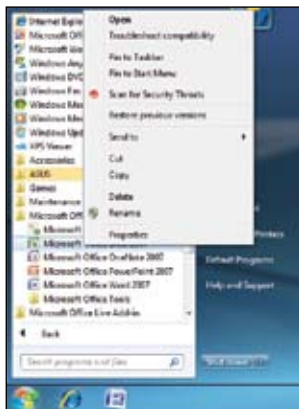 Internet Explo
Microsoft Off
Microsoft Wo
Windows Any
Windows DVD
Windows Fax
Windows Me
Windows Me
Windows Upd
XPS Viewer
Accessories
ASUS
Games
Maintenance
Microsoft Off
Microsoft
Microsoft
Microsoft Office OneNote 2007
Microsoft Office PowerPoint 2007
Microsoft Office Word 2007
Microsoft Office Tools
Microsoft Office Live Add-in
Back
Search programs and files
Open
Troubleshoot compatibility
Pin to Taskbar
Pin to Start Menu
Scan for Security Threats
Restore previous versions
Send to
Cut
Copy
Delete
Rename
Properties
Printers
Default Programs
Help and Support